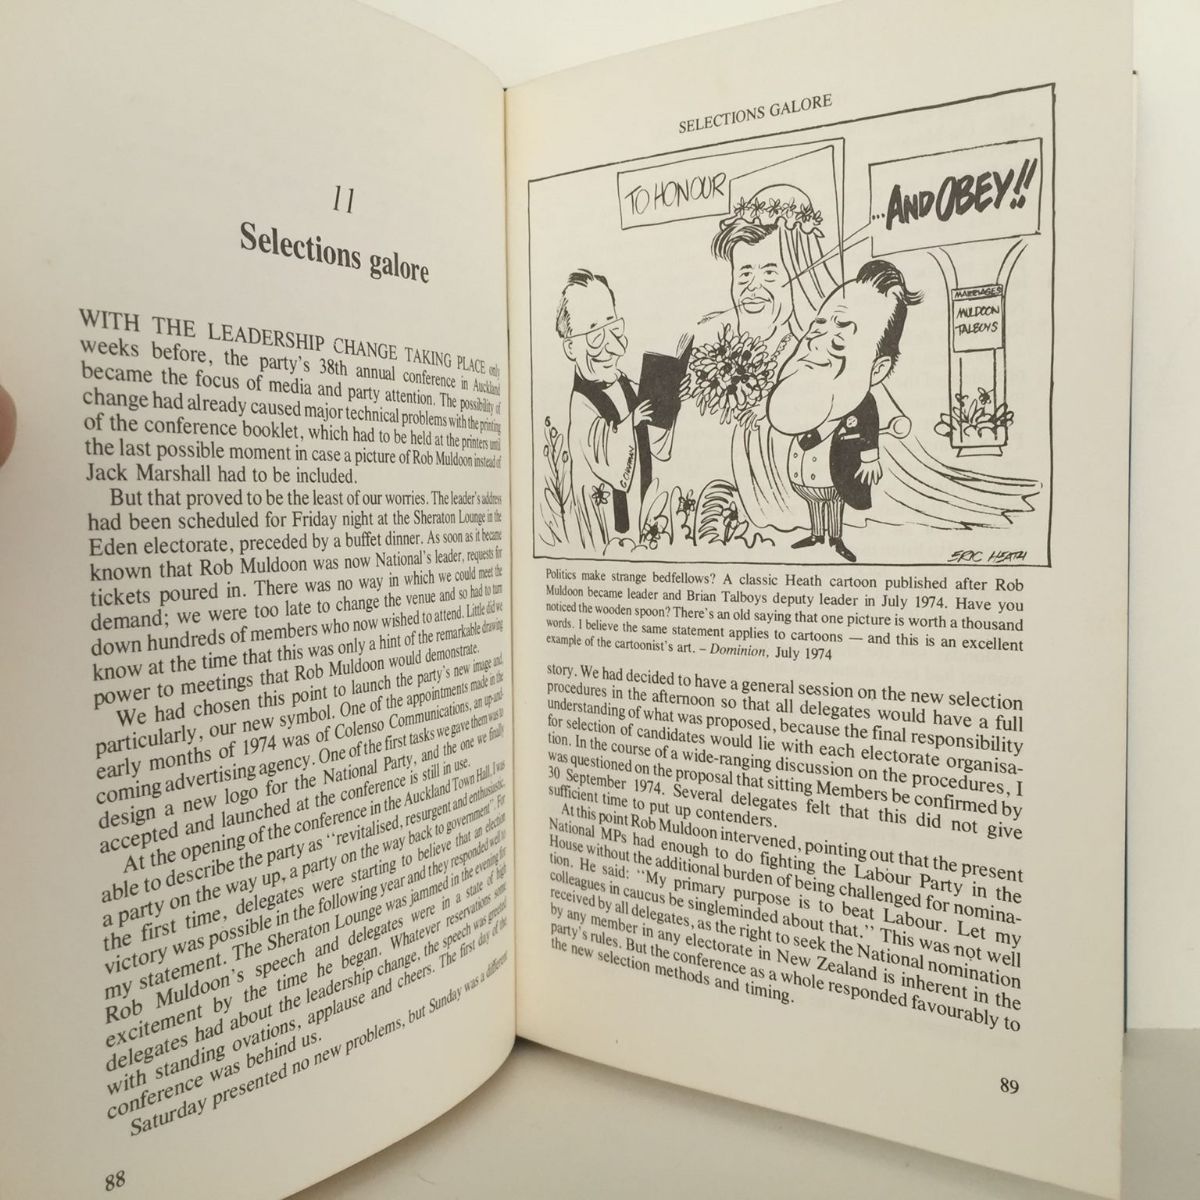 11
Selections galore
WITH THE LEADERSHIP CHANGE TAKING PLACE only
weeks before, the party's 38th annual conference in Auckland
became the focus of media and party attention. The possibility of
change had already caused major technical problems with the printing
of the conference booklet, which had to be held at the printers until
the last possible moment in case a picture of Rob Muldoon instead of
Jack Marshall had to be included.
But that proved to be the least of our worries. The leader's address
had been scheduled for Friday night at the Sheraton Lounge in the
Eden electorate, preceded by a buffet dinner. As soon as it became
known that Rob Muldoon was now National's leader, requests for
tickets poured in. There was no way in which we could meet the
demand; we were too late to change the venue and so had to turn
down hundreds of members who now wished to attend. Little did we
know at the time that this was only a hint of the remarkable drawing
power to meetings that Rob Muldoon would demonstrate.
We had chosen this point to launch the party's new image and,
particularly, our new symbol. One of the appointments made in the
early months of 1974 was of Colenso Communications, an up-and-
coming advertising agency. One of the first tasks we gave them was to
design a new logo for the National Party, and the one we finally
accepted and launched at the conference is still in use.
At the opening of the conference in the Auckland Town Hall, I was
able to describe the party as "revitalised, resurgent and enthusiastic,
a party on the way up, a party on the way back to government". For
the first time, delegates were starting to believe that an election
victory was possible in the following year and they responded well to
my statement. The Sheraton Lounge was jammed in the evening for
Rob Muldoon's speech and delegates were in a state of high
excitement by the time he began. Whatever reservations some
delegates had about the leadership change, the speech was greeted
with standing ovations, applause and cheers. The first day of the
conference was behind us.
Saturday presented no new problems, but Sunday was a different
88
SELECTIONS GALORE
TO HONOUR
...AND OBEY!!
MARRIAGES
MULDOON
TALBOYS
G. CHAPMAN
ERIC HEATH
Politics make strange bedfellows? A classic Heath cartoon published after Rob
Muldoon became leader and Brian Talboys deputy leader in July 1974. Have you
noticed the wooden spoon? There's an old saying that one picture is worth a thousand
words. I believe the same statement applies to cartoons — and this is an excellent
example of the cartoonist's art. – Dominion, July 1974
story. We had decided to have a general session on the new selection
procedures in the afternoon so that all delegates would have a full
understanding of what was proposed, because the final responsibility
for selection of candidates would lie with each electorate organisa-
tion. In the course of a wide-ranging discussion on the procedures, I
was questioned on the proposal that sitting Members be confirmed by
30 September 1974. Several delegates felt that this did not give
sufficient time to put up contenders.
At this point Rob Muldoon intervened, pointing out that the present
National MPs had enough to do fighting the Labour Party in the
House without the additional burden of being challenged for nomina-
tion. He said: "My primary purpose is to beat Labour. Let my
colleagues in caucus be singleminded about that." This was not well
received by all delegates, as the right to seek the National nomination
by any member in any electorate in New Zealand is inherent in the
party's rules. But the conference as a whole responded favourably to
the new selection methods and timing.
89